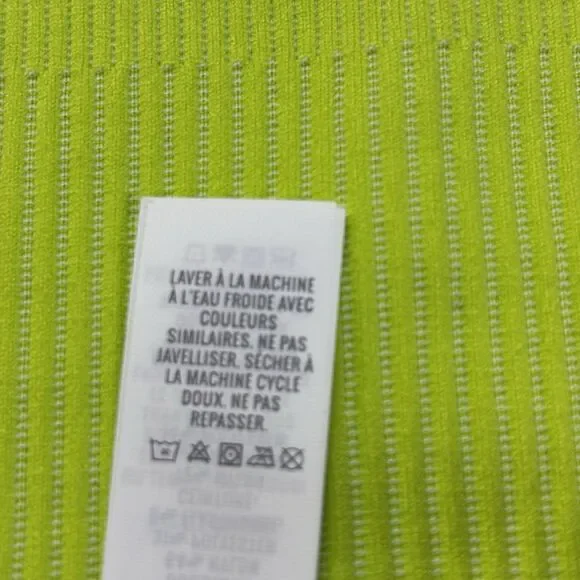 LAVER À LA MACHINE
À L'EAU FROIDE AVEC
COULEURS
SIMILAIRES. NE PAS
JAVELLISER. SÉCHER À
LA MACHINE CYCLE
DOUX. NE PAS
REPASSER.